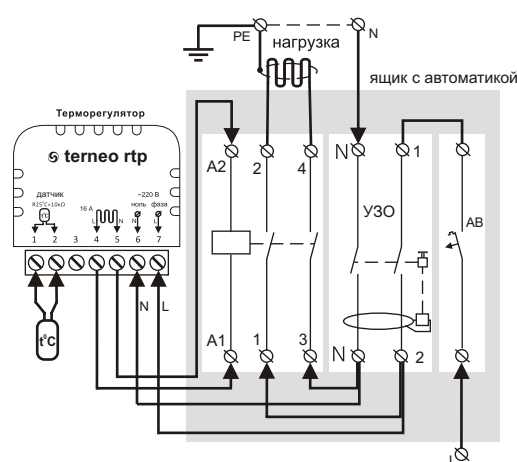 PE
N
нагрузка
ящик с автоматикой
Терморегулятор
terneo rtp
датчик
R25°C=10кΩ
t°C
16 А
L
N
~220 В
ноль
фаза
N
L
1 2 3 4 5 6 7
N L
t°C
A2
2
4
N
1
УЗО
АВ
A1
1
3
N
2
L